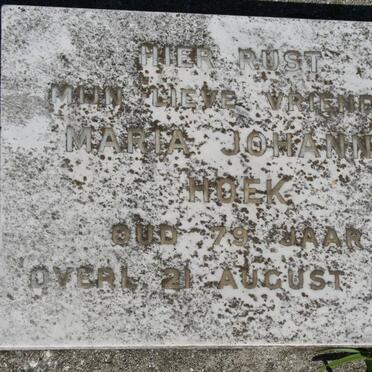 HIER RUST
MIJN LIEVE VRIEND
MARIA JOHANN
HOEK
OUD 79 JAAR
OVERL. 21 AUGUST